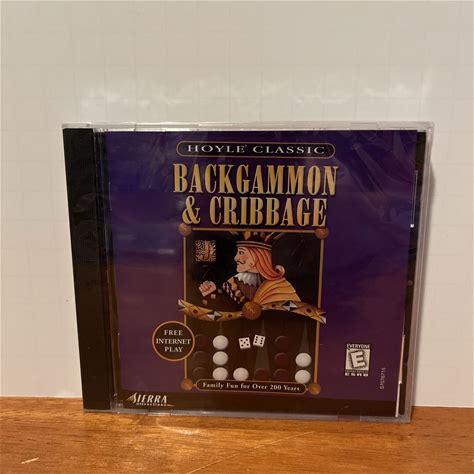 HOYLE® CLASSIC
BACKGAMMON
& CRIBBAGE
FREE
INTERNET
PLAY
EVERYONE
E
ESRB
Family Fun for Over 200 Years
SIERRA